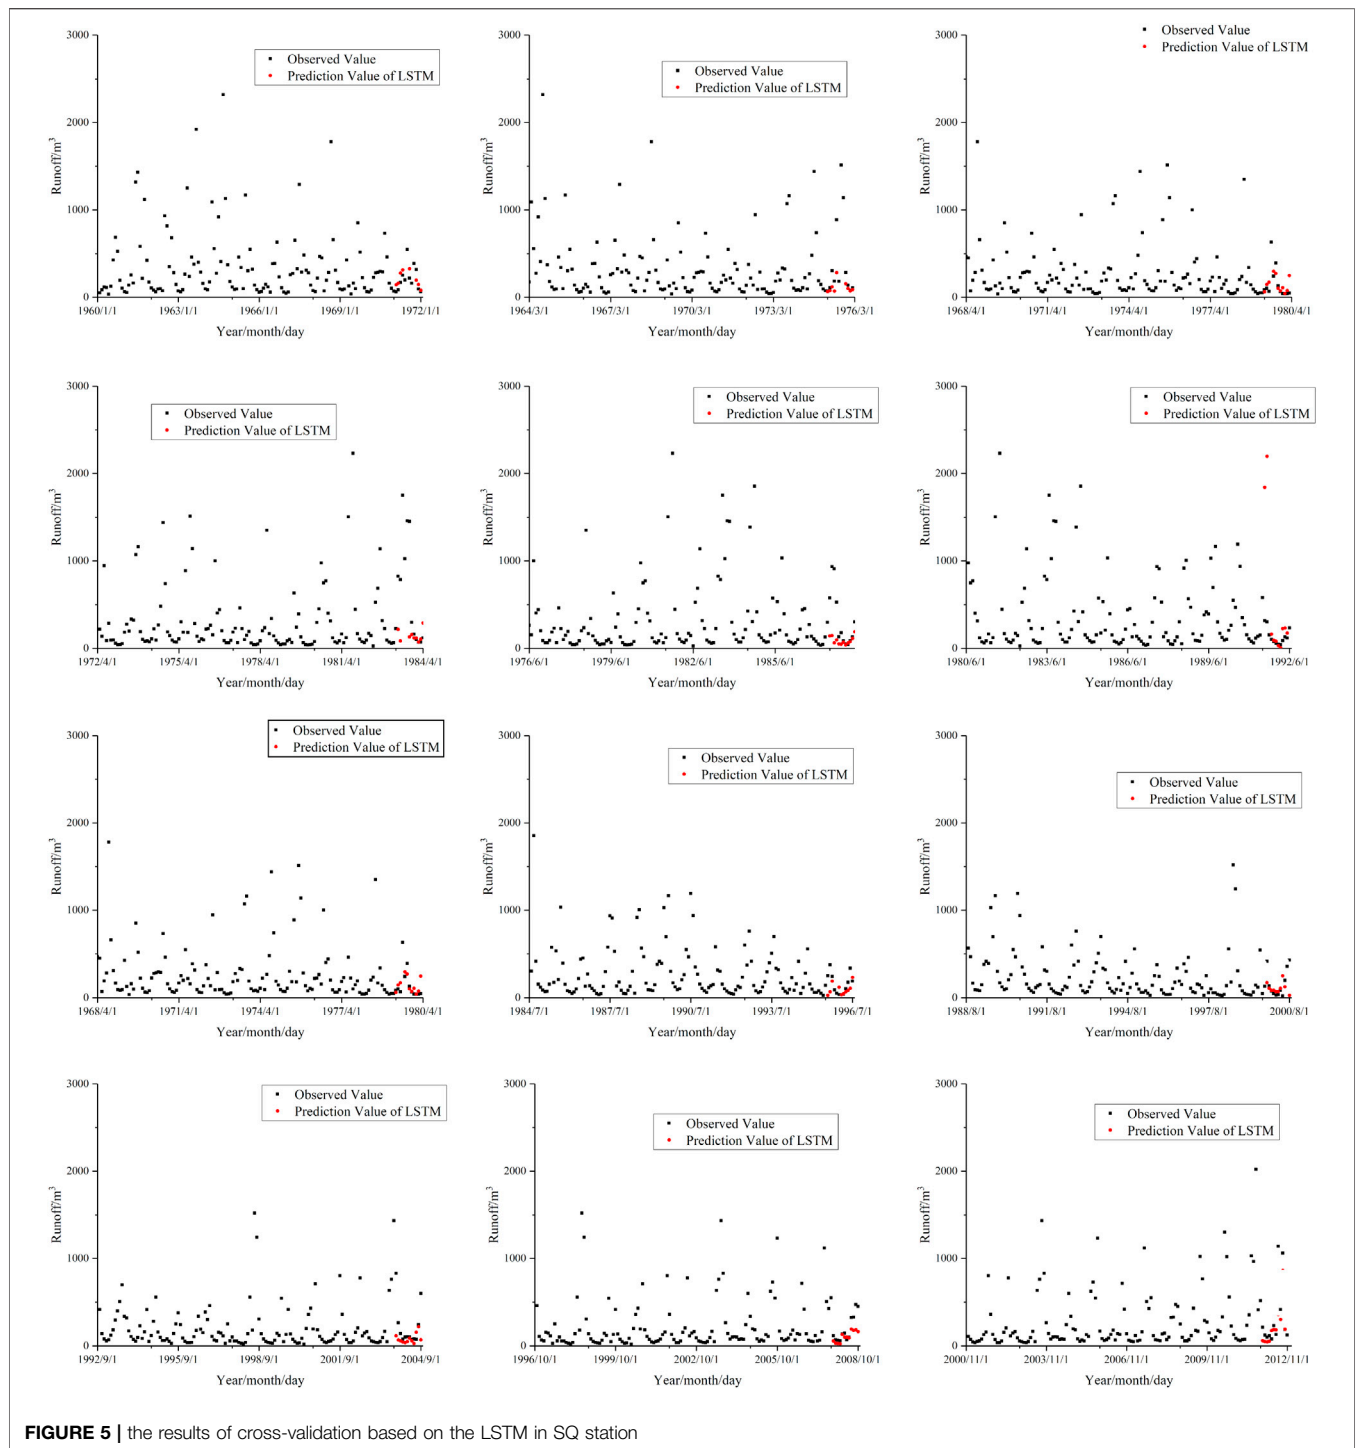 3000
2000
1000
0
Runoff/m³
Observed Value
Prediction Value of LSTM
1960/1/1 1963/1/1 1966/1/1 1969/1/1 1972/1/1
Year/month/day
3000
2000
1000
0
Runoff/m³
Observed Value
Prediction Value of LSTM
1964/3/1 1967/3/1 1970/3/1 1973/3/1 1976/3/1
Year/month/day
3000
2000
1000
0
Runoff/m³
Observed Value
Prediction Value of LSTM
1968/4/1 1971/4/1 1974/4/1 1977/4/1 1980/4/1
Year/month/day
3000
2000
1000
0
Runoff/m³
Observed Value
Prediction Value of LSTM
1972/4/1 1975/4/1 1978/4/1 1981/4/1 1984/4/1
Year/month/day
3000
2000
1000
0
Runoff/m³
Observed Value
Prediction Value of LSTM
1976/6/1 1979/6/1 1982/6/1 1985/6/1
Year/month/day
3000
2000
1000
0
Runoff/m³
Observed Value
Prediction Value of LSTM
1980/6/1 1983/6/1 1986/6/1 1989/6/1 1992/6/1
Year/month/day
3000
2000
1000
0
Runoff/m³
Observed Value
Prediction Value of LSTM
1968/4/1 1971/4/1 1974/4/1 1977/4/1 1980/4/1
Year/month/day
3000
2000
1000
0
Runoff/m³
Observed Value
Prediction Value of LSTM
1984/7/1 1987/7/1 1990/7/1 1993/7/1 1996/7/1
Year/month/day
3000
2000
1000
0
Runoff/m³
Observed Value
Prediction Value of LSTM
1988/8/1 1991/8/1 1994/8/1 1997/8/1 2000/8/1
Year/month/day
3000
2000
1000
0
Runoff/m³
Observed Value
Prediction Value of LSTM
1992/9/1 1995/9/1 1998/9/1 2001/9/1 2004/9/1
Year/month/day
3000
2000
1000
0
Runoff/m³
Observed Value
Prediction Value of LSTM
1996/10/1 1999/10/1 2002/10/1 2005/10/1 2008/10/1
Year/month/day
3000
2000
1000
0
Runoff/m³
Observed Value
Prediction Value of LSTM
2000/11/1 2003/11/1 2006/11/1 2009/11/1 2012/11/1
Year/month/day
FIGURE 5 | the results of cross-validation based on the LSTM in SQ station